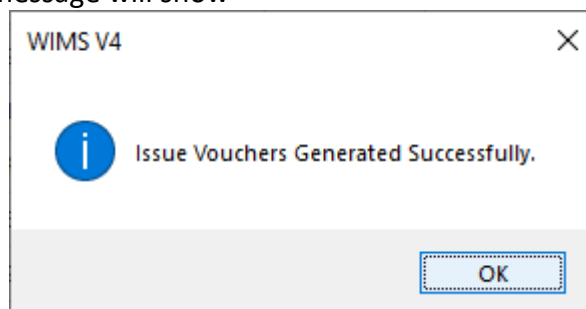 message will show
WIMS V4
Issue Vouchers Generated Successfully.
OK